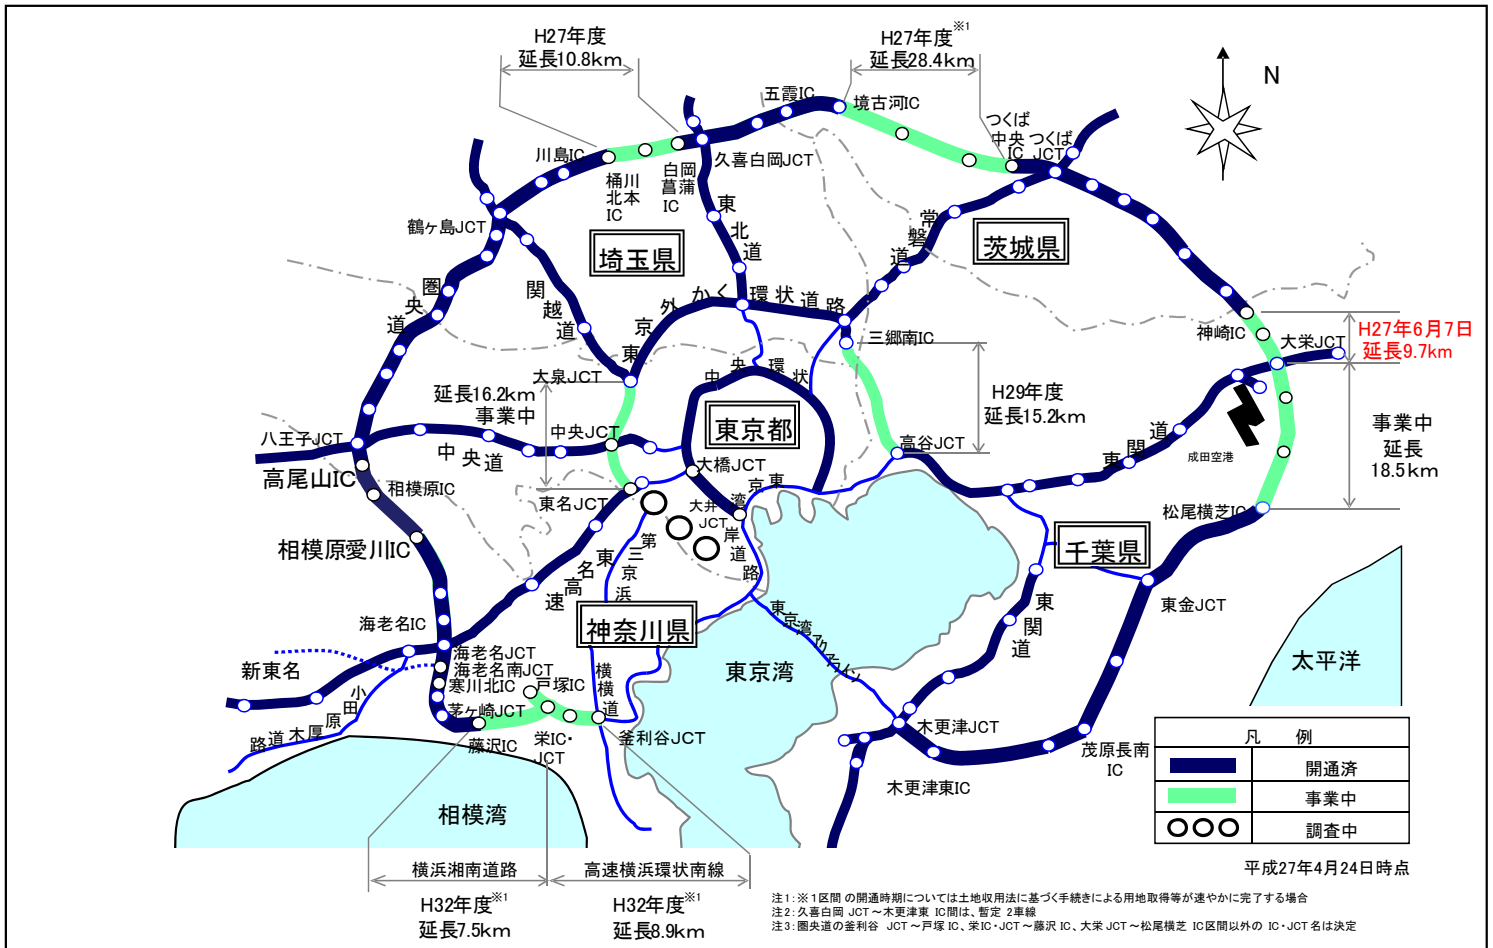 H27年度
延長10.8km
H27年度※1
延長28.4km
N
五霞IC
境古河IC
つくば
中央
IC
つくば
JCT
川島IC
桶川
北本
IC
白岡
菖蒲
IC
久喜白岡JCT
東北道
常磐道
鶴ヶ島JCT
埼玉県
茨城県
圏央道
関越道
東京外かく環状道路
三郷南IC
神崎IC
大栄JCT
H27年6月7日
延長9.7km
大泉JCT
中央環状
延長16.2km
事業中
H29年度
延長15.2km
東京都
八王子JCT
中央道
中央JCT
高谷JCT
東関道
成田空港
事業中
延長
18.5km
高尾山IC
相模原IC
大橋JCT
東名JCT
大井
JCT
東京湾岸道路
松尾横芝IC
相模原愛川IC
第三京浜
東名高速
千葉県
神奈川県
海老名IC
東金JCT
海老名JCT
海老名南JCT
新東名
寒川北IC
戸塚IC
横横道
東京湾アクアライン
東京湾
東関道
太平洋
茅ヶ崎JCT
小田原厚木道路
藤沢IC
栄IC・
JCT
釜利谷JCT
木更津JCT
木更津東IC
茂原長南
IC
相模湾
凡 例
開通済
事業中
調査中
平成27年4月24日時点
横浜湘南道路
高速横浜環状南線
H32年度※1
延長7.5km
H32年度※1
延長8.9km
注1:※1区間の開通時期については土地収用法に基づく手続きによる用地取得等が速やかに完了する場合
注2:久喜白岡 JCT~木更津東 IC間は、暫定 2車線
注3:圏央道の釜利谷 JCT~戸塚IC、栄IC・JCT~藤沢IC、大栄JCT~松尾横芝 IC区間以外の IC・JCT名は決定